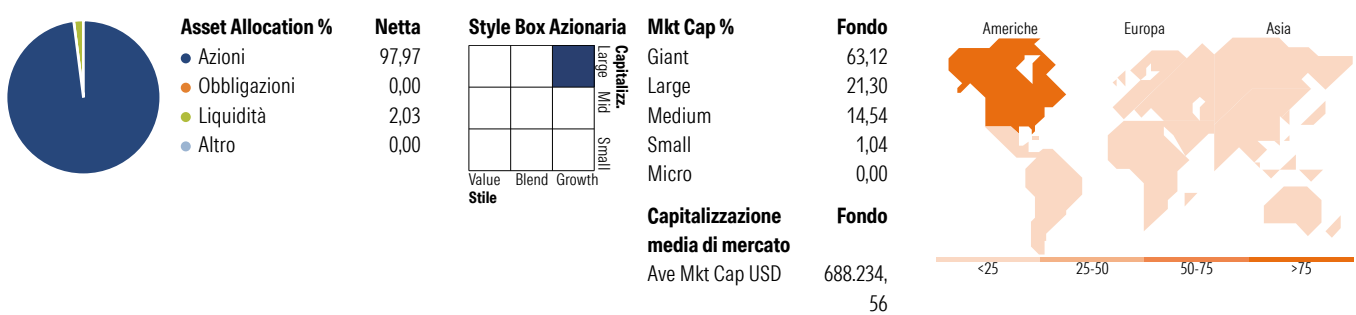 Asset Allocation % Netta
Azioni 97,97
Obbligazioni 0,00
Liquidità 2,03
Altro 0,00
Style Box Azionaria
Capitalizz.
Large Mid Small
Value Blend Growth
Stile
Mkt Cap % Fondo
Giant 63,12
Large 21,30
Medium 14,54
Small 1,04
Micro 0,00
Capitalizzazione Fondo
media di mercato
Ave Mkt Cap USD 688.234,
56
Americhe Europa Asia
<25 25-50 50-75 >75